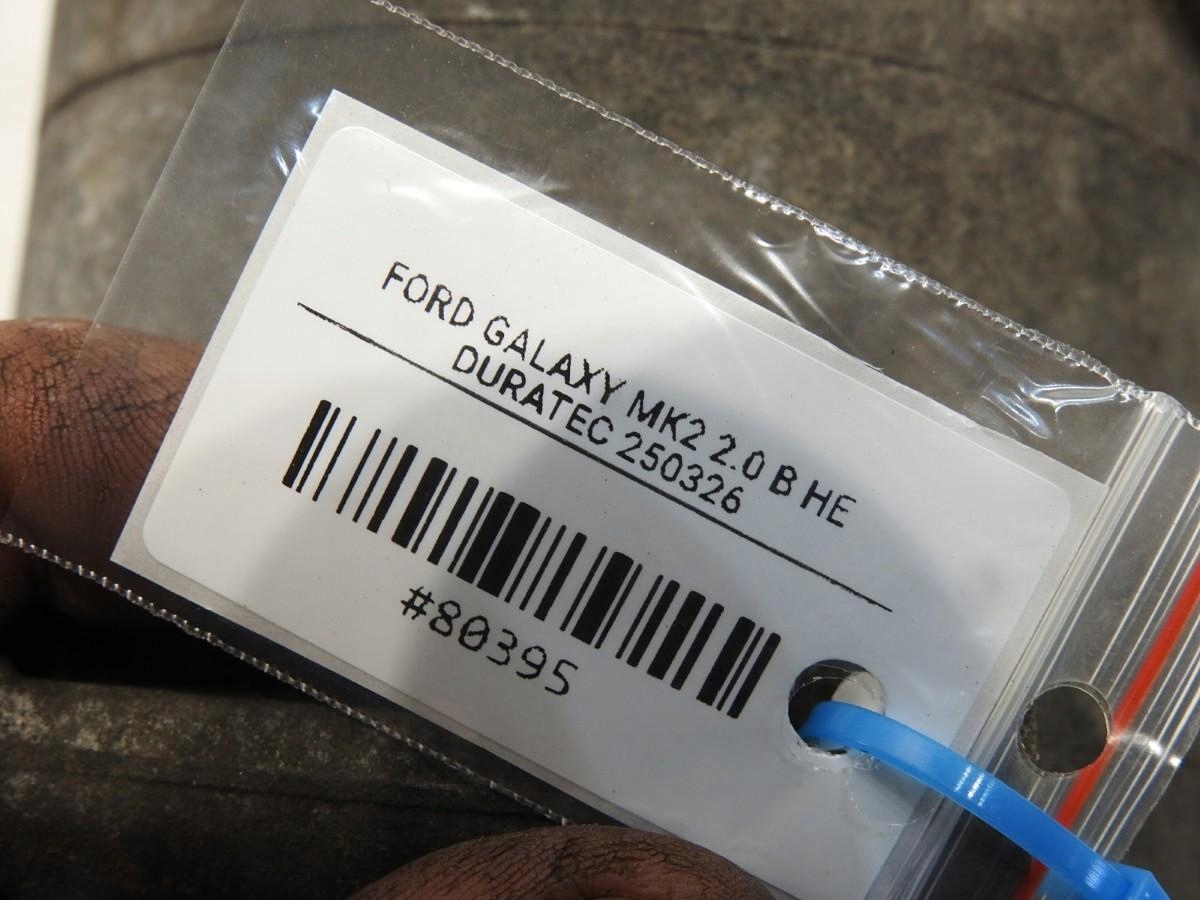 FORD GALAXY MK2 2.0 B HE
DURATEC 250326
#80395